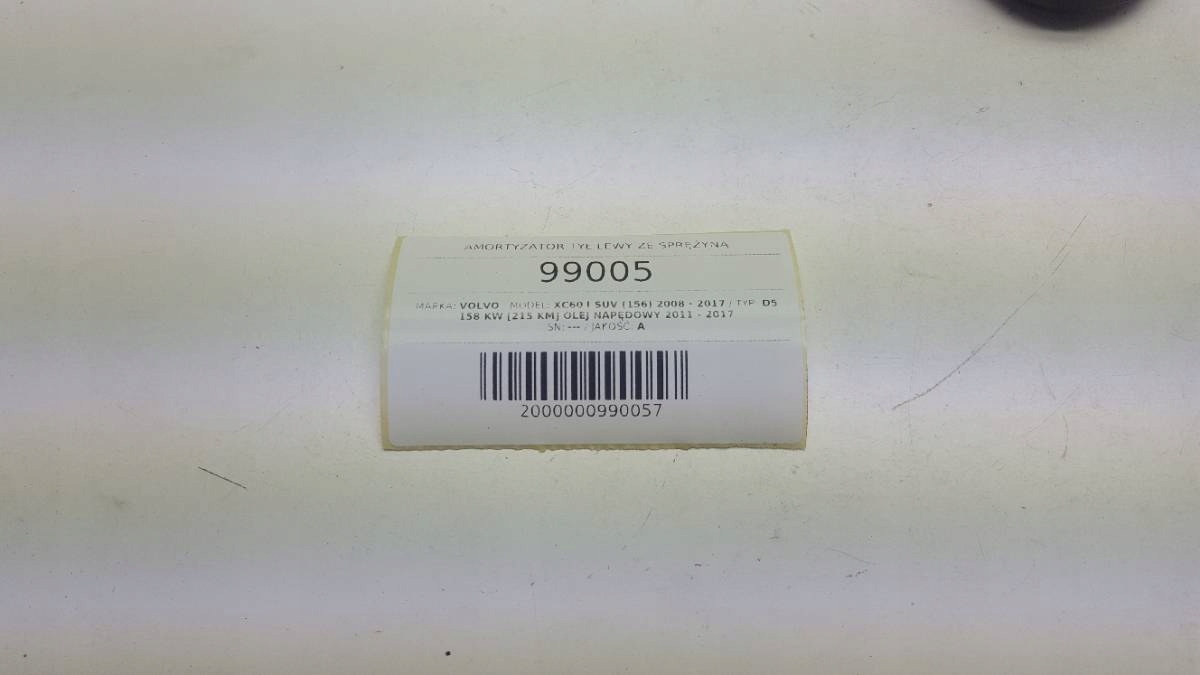 AMORTYZATOR TYŁ LEWY ZE SPRĘŻYNĄ
99005
MARKA: VOLVO / MODEL: XC60 I SUV (156) 2008 - 2017 / TYP: D5
158 KW [215 KM] OLEJ NAPĘDOWY 2011 - 2017
SN: --- / JAKOŚĆ: A
2000000990057